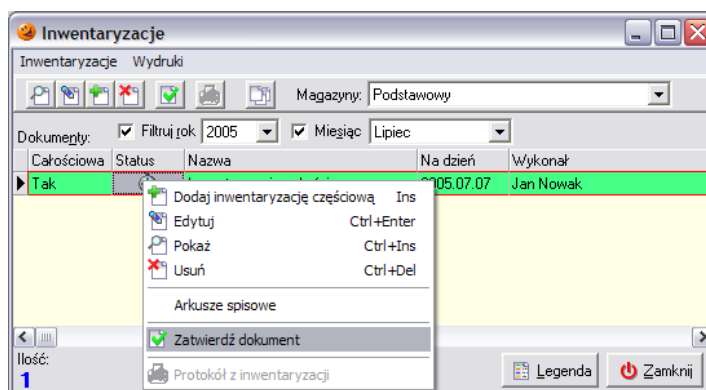 Inwentaryzacje
Inwentaryzacje Wydruki
Magazyny: Podstawowy
Dokumenty: Filtruj rok 2005 Miesiąc Lipiec
Całościowa Status Nazwa Na dzień Wykonał
Tak 2005.07.07 Jan Nowak
Dodaj inwentaryzację częściową Ins
Edytuj Ctrl+Enter
Pokaż Ctrl+Ins
Usuń Ctrl+Del
Arkusze spisowe
Zatwierdź dokument
Protokół z inwentaryzacji
Ilość:
1
Legenda Zamknij